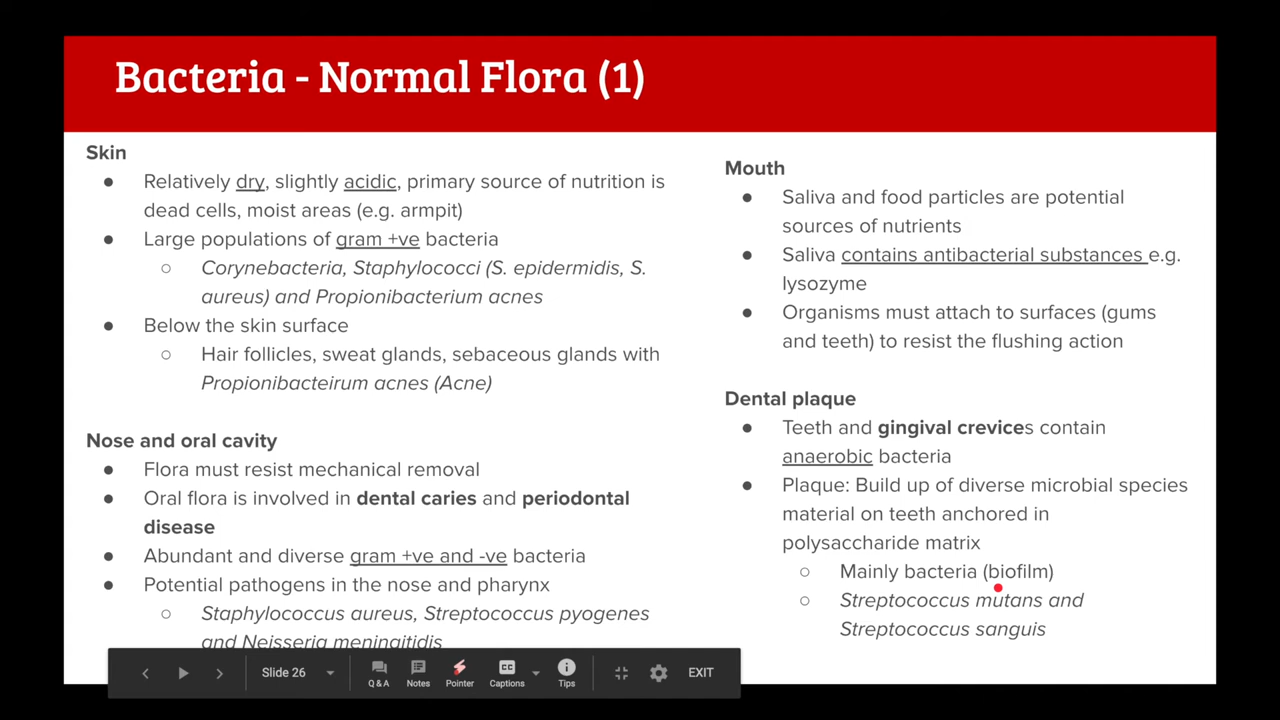 Bacteria - Normal Flora (1)
Skin
● Relatively dry, slightly acidic, primary source of nutrition is
dead cells, moist areas (e.g. armpit)
● Large populations of gram +ve bacteria
○ Corynebacteria, Staphylococci (S. epidermidis, S.
aureus) and Propionibacterium acnes
● Below the skin surface
○ Hair follicles, sweat glands, sebaceous glands with
Propionibacteirum acnes (Acne)
Nose and oral cavity
● Flora must resist mechanical removal
● Oral flora is involved in dental caries and periodontal
disease
● Abundant and diverse gram +ve and -ve bacteria
● Potential pathogens in the nose and pharynx
○ Staphylococcus aureus, Streptococcus pyogenes
and Neisseria meningitidis
Mouth
● Saliva and food particles are potential
sources of nutrients
● Saliva contains antibacterial substances e.g.
lysozyme
● Organisms must attach to surfaces (gums
and teeth) to resist the flushing action
Dental plaque
● Teeth and gingival crevices contain
anaerobic bacteria
● Plaque: Build up of diverse microbial species
material on teeth anchored in
polysaccharide matrix
○ Mainly bacteria (biofilm)
○ Streptococcus mutans and
Streptococcus sanguis
Slide 26
Q & A
Notes
Pointer
CC
Captions
Tips
EXIT